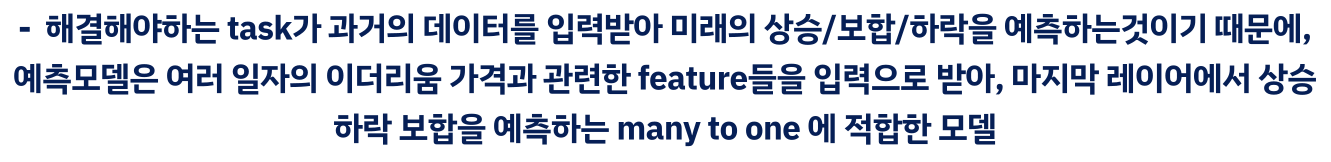 - 해결해야하는 task가 과거의 데이터를 입력받아 미래의 상승/보합/하락을 예측하는것이기 때문에,
예측모델은 여러 일자의 이더리움 가격과 관련한 feature들을 입력으로 받아, 마지막 레이어에서 상승
하락 보합을 예측하는 many to one 에 적합한 모델